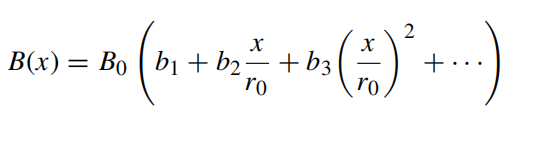 B(x) = B₀ (b₁ + b₂ x/r₀ + b₃ (x/r₀)² + ···)